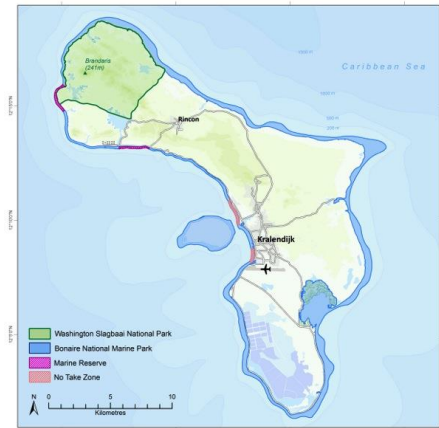 Brandaris
(241m)
Caribbean Sea
Rincon
Kralendijk
Washington Slagbaai National Park
Bonaire National Marine Park
Marine Reserve
No Take Zone
N
0 5 10
Kilometres